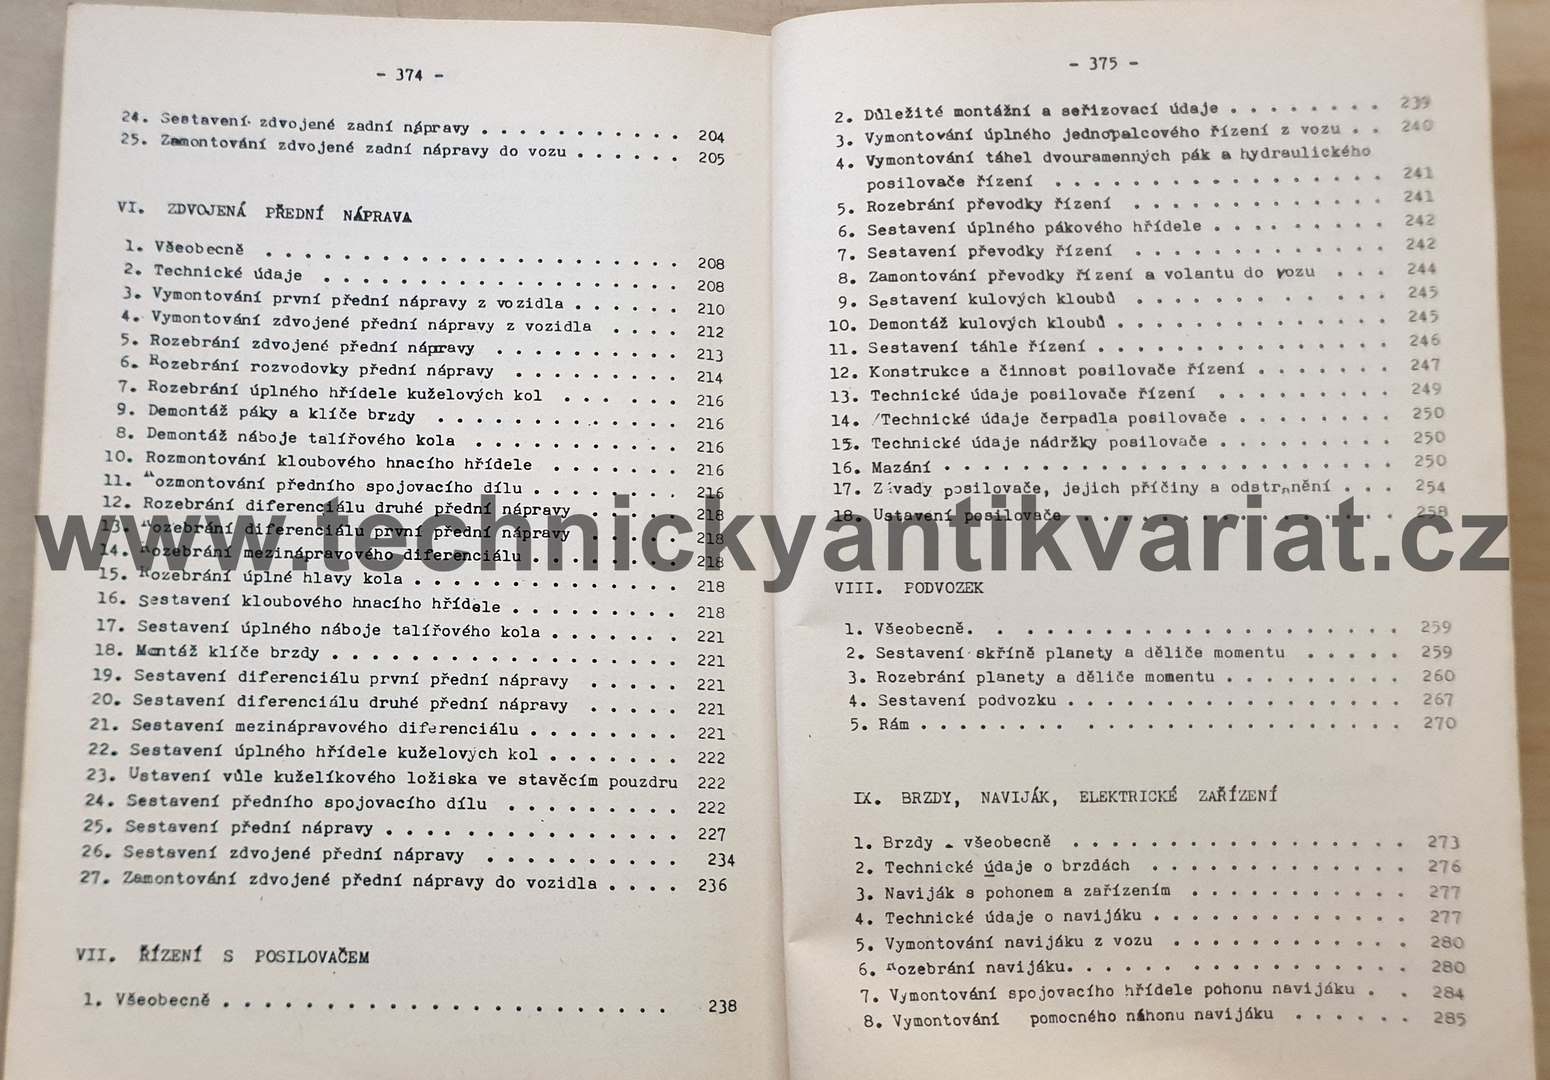 - 374 -
24. Sestavení zdvojené zadní nápravy . . . . . . . . . . . 204
25. Zamontování zdvojené zadní nápravy do vozu . . . . . . 205
VI. ZDVOJENÁ PŘEDNÍ NÁPRAVA
1. Všeobecně . . . . . . . . . . . . . . . . . . . . . . 208
2. Technické údaje . . . . . . . . . . . . . . . . . . . 208
3. Vymontování první přední nápravy z vozidla . . . . . . 210
4. Vymontování zdvojené přední nápravy z vozidla . . . . 212
5. Rozebrání zdvojené přední nápravy . . . . . . . . . . 213
6. Rozebrání rozvodovky přední nápravy . . . . . . . . . 214
7. Rozebrání úplného hřídele kuželových kol . . . . . . 216
9. Demontáž páky a klíče brzdy . . . . . . . . . . . . 216
8. Demontáž náboje talířového kola . . . . . . . . . . . 216
10. Rozmontování kloubového hnacího hřídele . . . . . . . 216
11. Rozmontování předního spojovacího dílu . . . . . . . . 216
12. Rozebrání diferenciálu druhé přední nápravy . . . . . 218
13. Rozebrání diferenciálu první přední nápravy . . . . . 218
14. Rozebrání mezinápravového diferenciálu . . . . . . . . 218
15. Rozebrání úplné hlavy kola . . . . . . . . . . . . . . 218
16. Sestavení kloubového hnacího hřídele . . . . . . . . . 218
17. Sestavení úplného náboje talířového kola . . . . . . . 221
18. Montáž klíče brzdy . . . . . . . . . . . . . . . . . . 221
19. Sestavení diferenciálu první přední nápravy . . . . . 221
20. Sestavení diferenciálu druhé přední nápravy . . . . . 221
21. Sestavení mezinápravového diferenciálu . . . . . . . . 221
22. Sestavení úplného hřídele kuželových kol . . . . . . . 222
23. Ustavení vůle kuželíkového ložiska ve stavěcím pouzdru 222
24. Sestavení předního spojovacího dílu . . . . . . . . . 222
25. Sestavení přední nápravy . . . . . . . . . . . . . . . 227
26. Sestavení zdvojené přední nápravy . . . . . . . . . . 234
27. Zamontování zdvojené přední nápravy do vozidla . . . . 236
VII. ŘÍZENÍ S POSILOVAČEM
1. Všeobecně . . . . . . . . . . . . . . . . . . . . . . 238
- 375 -
2. Důležité montážní a seřizovací údaje . . . . . . . . 239
3. Vymontování úplného jednopalcového řízení z vozu . . 240
4. Vymontování táhel dvouramenných pák a hydraulického
posilovače řízení . . . . . . . . . . . . . . . . . 241
5. Rozebrání převodky řízení . . . . . . . . . . . . . 241
6. Sestavení úplného pákového hřídele . . . . . . . . . 242
7. Sestavení převodky řízení . . . . . . . . . . . . . 242
8. Zamontování převodky řízení a volantu do vozu . . . 244
9. Sestavení kulových kloubů . . . . . . . . . . . . . 245
10. Demontáž kulových kloubů . . . . . . . . . . . . . . 245
11. Sestavení táhle řízení . . . . . . . . . . . . . . . 246
12. Konstrukce a činnost posilovače řízení . . . . . . . 247
13. Technické údaje posilovače řízení . . . . . . . . . 249
14. /Technické údaje čerpadla posilovače . . . . . . . . 250
15. Technické údaje nádržky posilovače . . . . . . . . . 250
16. Mazání . . . . . . . . . . . . . . . . . . . . . . . 250
17. Závady posilovače, jejich příčiny a odstranění . . . 254
18. Ustavení posilovače . . . . . . . . . . . . . . . . 258
www.technickyantikvariat.cz
VIII. PODVOZEK
1. Všeobecně. . . . . . . . . . . . . . . . . . . . . 259
2. Sestavení skříně planety a děliče momentu . . . . . 259
3. Rozebrání planety a děliče momentu . . . . . . . . . 260
4. Sestavení podvozku . . . . . . . . . . . . . . . . . 267
5. Rám . . . . . . . . . . . . . . . . . . . . . . . . 270
IX. BRZDY, NAVIJÁK, ELEKTRICKÉ ZAŘÍZENÍ
1. Brzdy - všeobecně . . . . . . . . . . . . . . . . . 273
2. Technické údaje o brzdách . . . . . . . . . . . . . 276
3. Naviják s pohonem a zařízením . . . . . . . . . . . 277
4. Technické údaje o navijáku . . . . . . . . . . . . . 277
5. Vymontování navijáku z vozu . . . . . . . . . . . . 280
6. Rozebrání navijáku. . . . . . . . . . . . . . . . . 280
7. Vymontování spojovacího hřídele pohonu navijáku . . 284
8. Vymontování pomocného náhonu navijáku . . . . . . 285